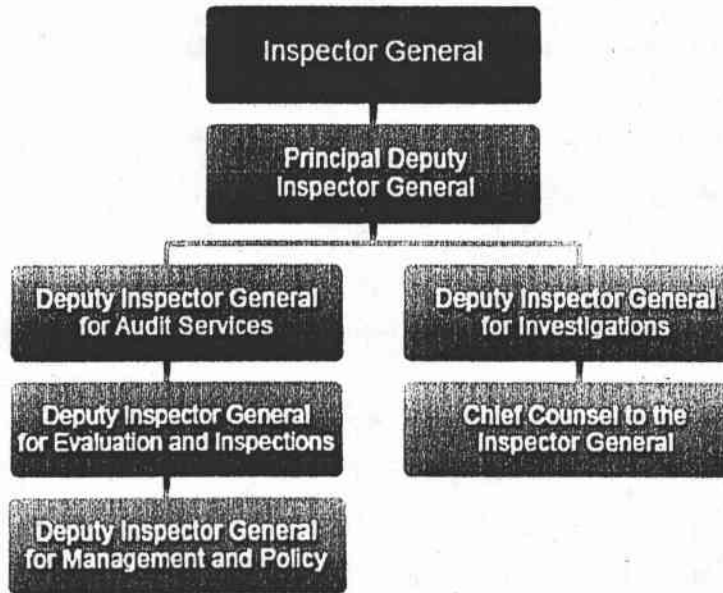 Inspector General
Principal Deputy
Inspector General
Deputy Inspector General
for Audit Services
Deputy Inspector General
for Investigations
Deputy Inspector General
for Evaluation and Inspections
Chief Counsel to the
Inspector General
Deputy Inspector General
for Management and Policy